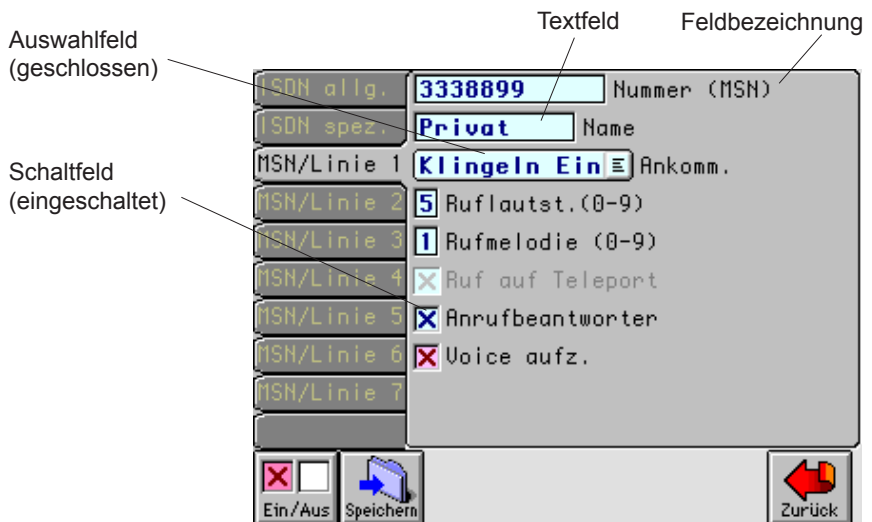 Textfeld
Feldbezeichnung
Auswahlfeld
(geschlossen)
Schaltfeld
(eingeschaltet)
ISDN allg.
ISDN spez.
MSN/Linie 1
MSN/Linie 2
MSN/Linie 3
MSN/Linie 4
MSN/Linie 5
MSN/Linie 6
MSN/Linie 7
3338899 Nummer (MSN)
Privat Name
Klingeln Ein Ankomm.
5 Ruflautst.(0-9)
1 Rufmelodie (0-9)
Ruf auf Teleport
Anrufbeantworter
Voice aufz.
Ein/Aus
Speichern
Zurück